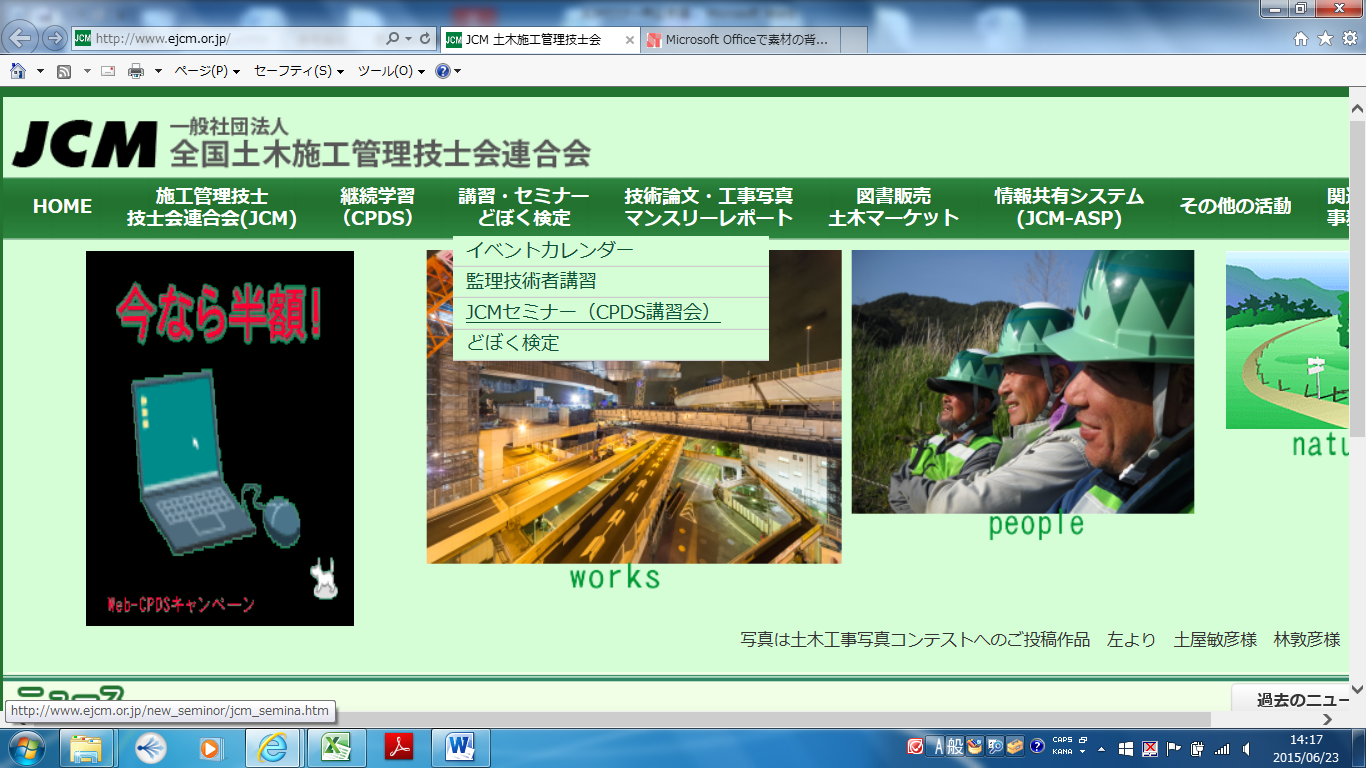 http://www.ejcm.or.jp/
JCM 土木施工管理技士会
Microsoft Officeで素材の背...
ページ(P)
セーフティ(S)
ツール(O)
JCM
一般社団法人
全国土木施工管理技士会連合会
HOME
施工管理技士
技士会連合会(JCM)
継続学習
（CPDS）
講習・セミナー
どぼく検定
技術論文・工事写真
マンスリーレポート
図書販売
土木マーケット
情報共有システム
(JCM-ASP)
その他の活動
イベントカレンダー
監理技術者講習
JCMセミナー（CPDS講習会）
どぼく検定
今なら半額!
Web-CPDSキャンペーン
works
people
natu
写真は土木工事写真コンテストへのご投稿作品　左より　土屋敏彦様　林敦彦様
ニュース
過去のニュー
http://www.ejcm.or.jp/new_seminor/jcm_semina.htm
A 般
CAPS
KANA
14:17
2015/06/23